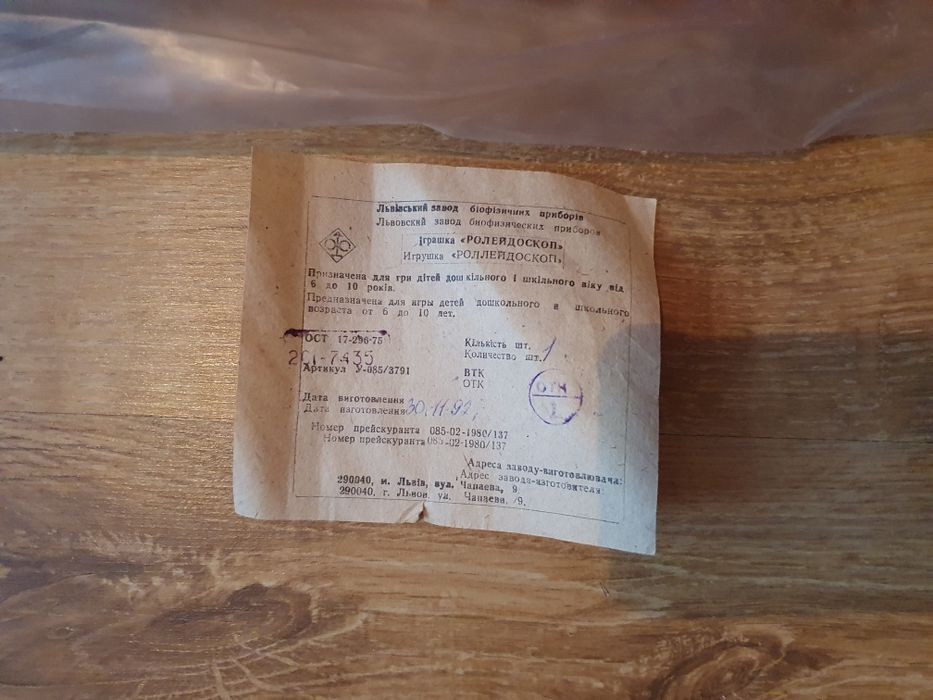 Львівський завод біофізичних приборів
Львовский завод биофизических приборов
Іграшка «РОЛЕЙДОСКОП»
Игрушка «РОЛЛЕЙДОСКОП»
Призначена для гри дітей дошкільного і шкільного віку від
6 до 10 років.
Предназначена для игры детей дошкольного и школьного
возраста от 6 до 10 лет.
ОСТ 17-296-75
Кількість шт.
Количество шт. 1
Артикул У-085/3791
ВТК
ОТК
Дата виготовлення
Дата изготовления 30.11.92
Номер прейскуранта 085-02-1980/137
Номер прейскуранта 085-02-1980/137
Адреса заводу-виготовлювача:
Адрес завода-изготовителя:
290040, м. Львів, вул. Чапаєва, 9.
290040, г. Львов, ул. Чапаева, 9.